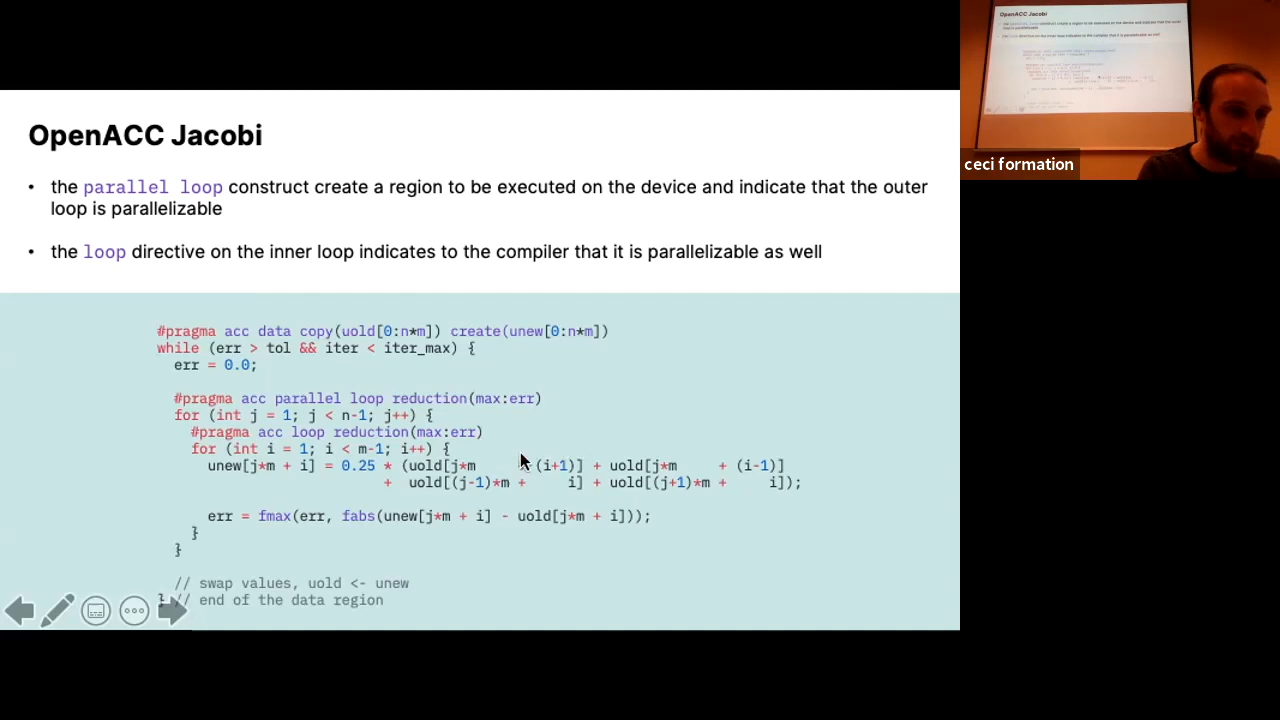 OpenACC Jacobi
• the parallel loop construct create a region to be executed on the device and indicate that the outer
loop is parallelizable
• the loop directive on the inner loop indicates to the compiler that it is parallelizable as well
#pragma acc data copy(uold[0:n*m]) create(unew[0:n*m])
while (err > tol && iter < iter_max) {
err = 0.0;
#pragma acc parallel loop reduction(max:err)
for (int j = 1; j < n-1; j++) {
#pragma acc loop reduction(max:err)
for (int i = 1; i < m-1; i++) {
unew[j*m + i] = 0.25 * (uold[j*m + (i+1)] + uold[j*m + (i-1)]
+ uold[(j-1)*m + i] + uold[(j+1)*m + i]);
err = fmax(err, fabs(unew[j*m + i] - uold[j*m + i]));
}
}
// swap values, uold <- unew
} // end of the data region
OpenACC Jacobi
ceci formation